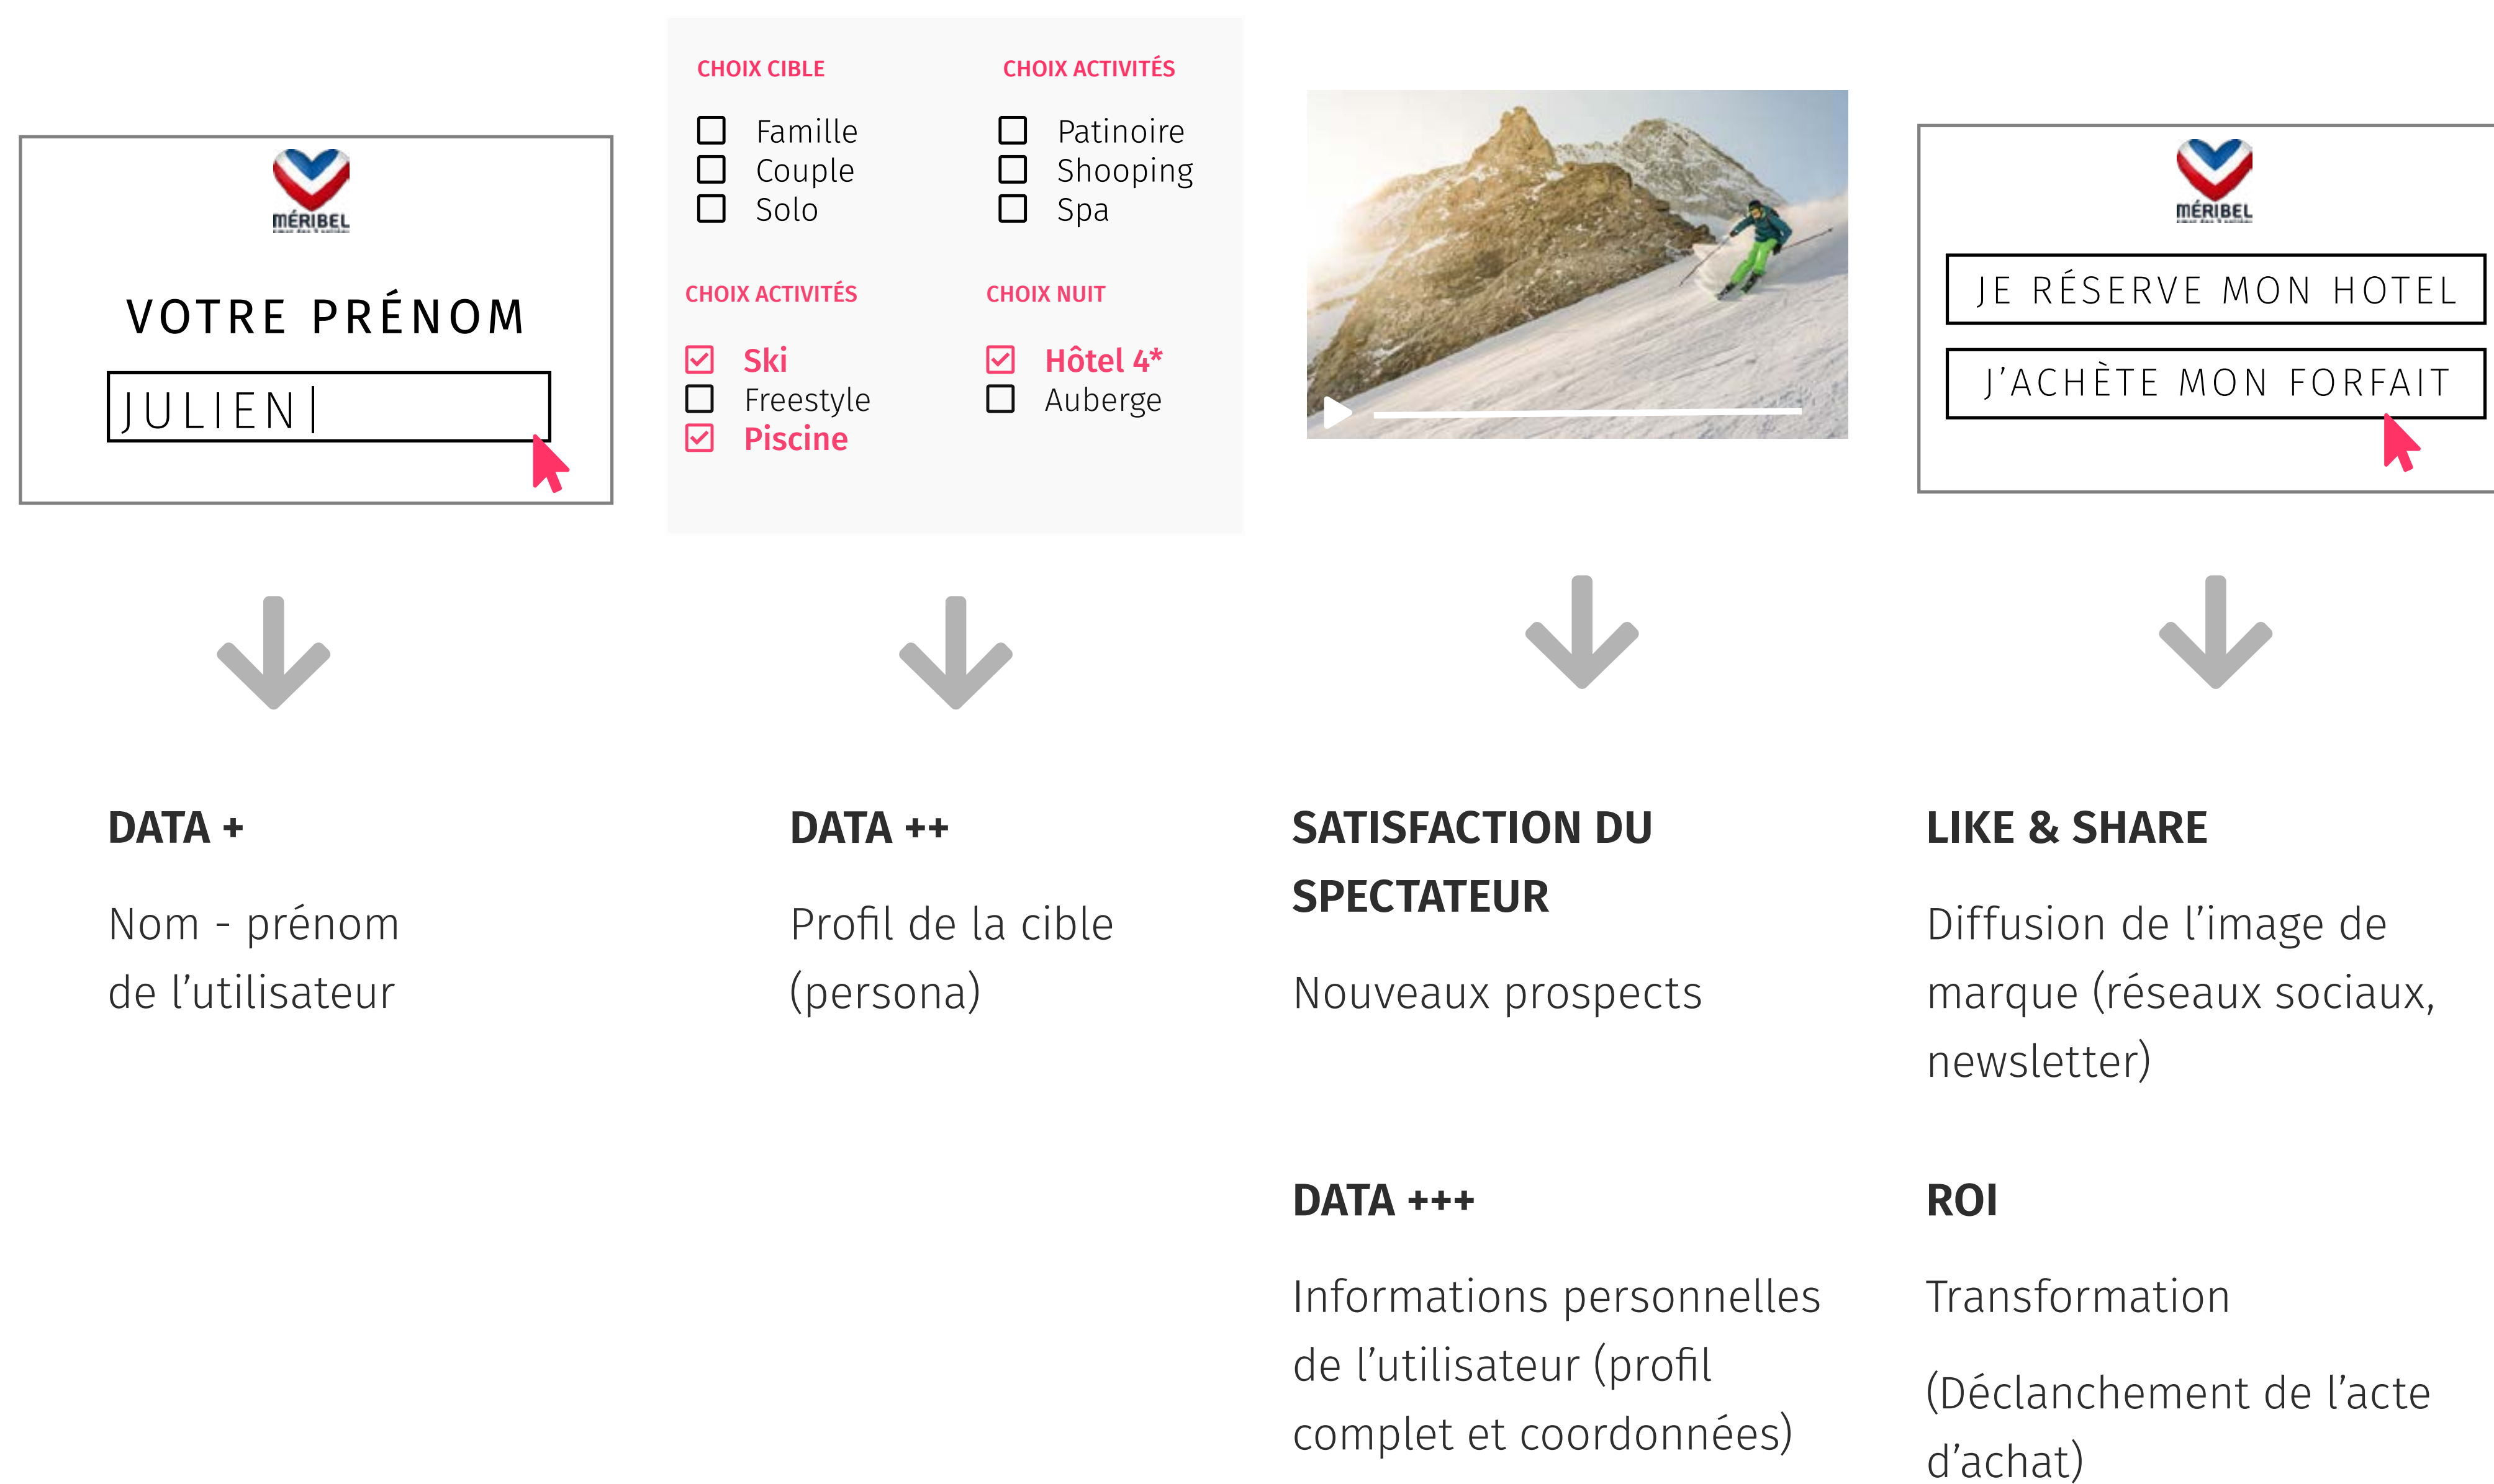 MÉRIBEL
VOTRE PRÉNOM
JULIEN
CHOIX CIBLE
Famille
Couple
Solo
CHOIX ACTIVITÉS
Patinoire
Shooping
Spa
CHOIX ACTIVITÉS
Ski
Freestyle
Piscine
CHOIX NUIT
Hôtel 4*
Auberge
MÉRIBEL
JE RÉSERVE MON HOTEL
J’ACHÈTE MON FORFAIT
DATA +
Nom - prénom
de l’utilisateur
DATA ++
Profil de la cible
(persona)
SATISFACTION DU
SPECTATEUR
Nouveaux prospects
DATA +++
Informations personnelles
de l’utilisateur (profil
complet et coordonnées)
LIKE & SHARE
Diffusion de l’image de
marque (réseaux sociaux,
newsletter)
ROI
Transformation
(Déclanchement de l’acte
d’achat)